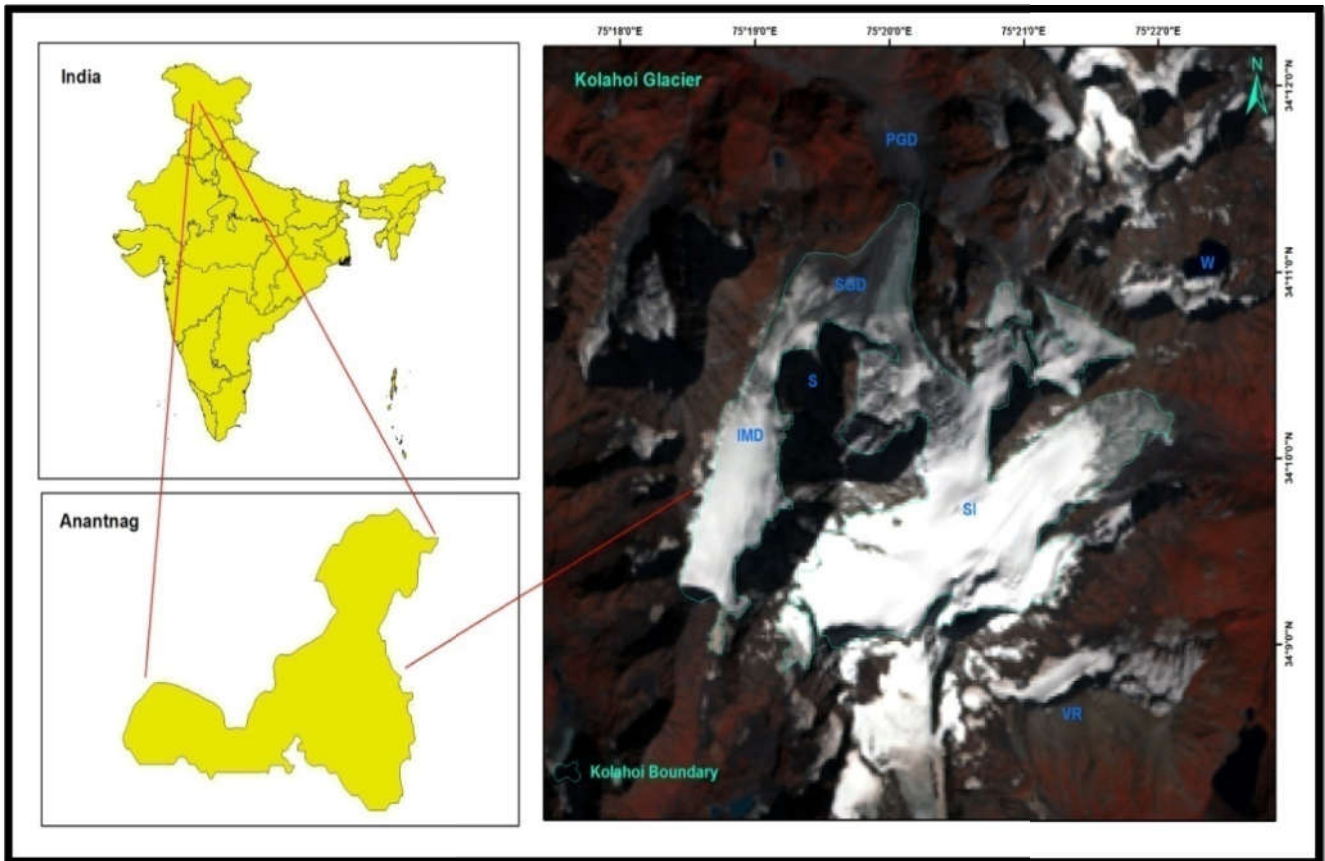 India
Anantnag
75°18'0"E
75°19'0"E
75°20'0"E
75°21'0"E
75°22'0"E
Kolahoi Glacier
N
34°12'0"N
PGD
W
34°11'0"N
SGD
S
IMD
34°10'0"N
SI
34°9'0"N
VR
Kolahoi Boundary